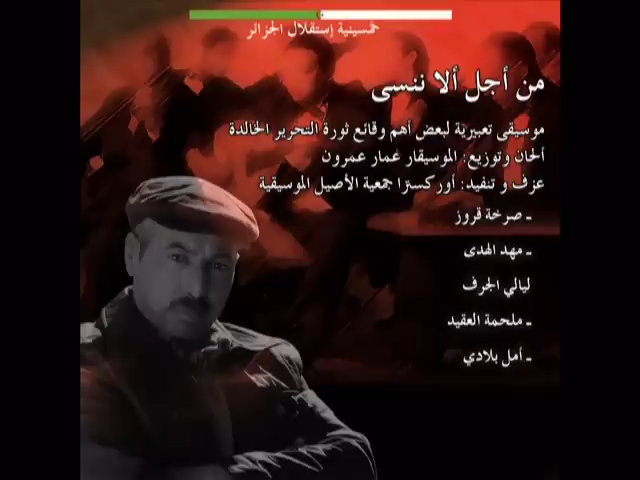 خمسينية إستقلال الجزائر
من أجل ألا ننسى
موسيقى تعبيرية لبعض أهم وقائع ثورة التحرير الخالدة
ألحان وتوزيع: الموسيقار عمار عمرون
عزف و تنفيد: أوركسترا جمعية الأصيل الموسيقية
ـ صرخة قروز
ـ مهد الهدى
ليالي الجرف
ـ ملحمة العقيد
ـ أمل بلادي